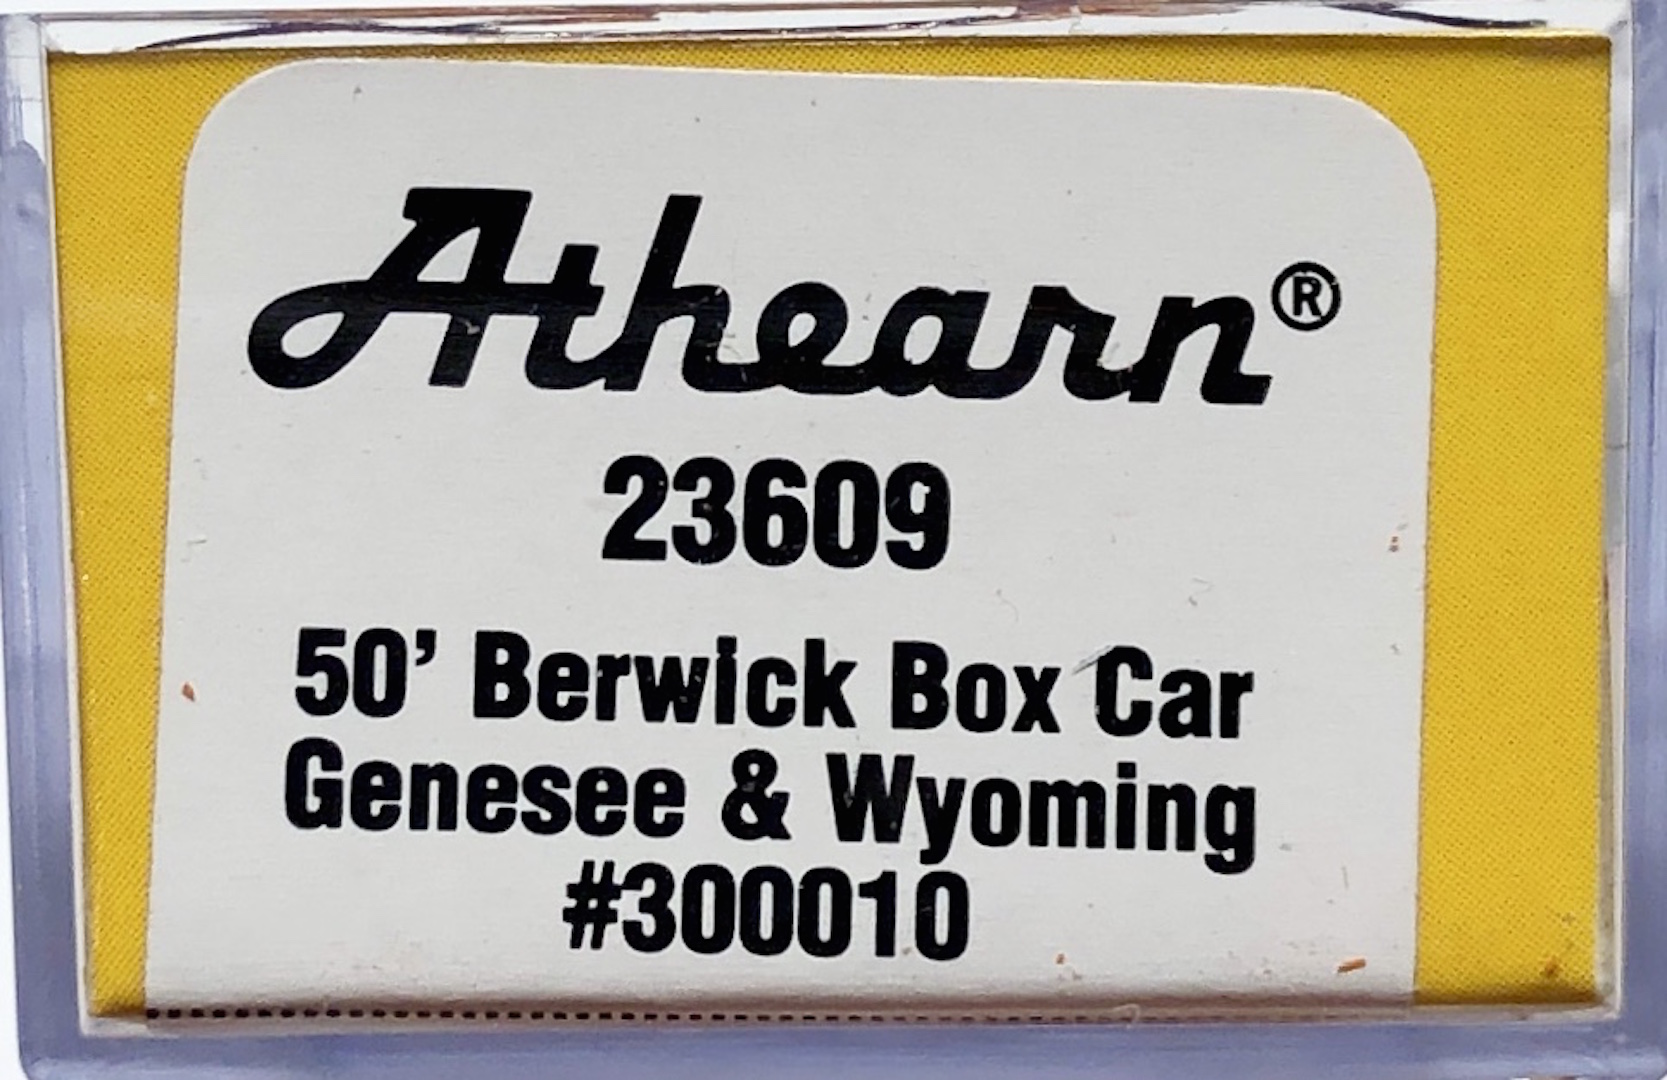 Athearn®
23609
50’ Berwick Box Car
Genesee & Wyoming
#300010